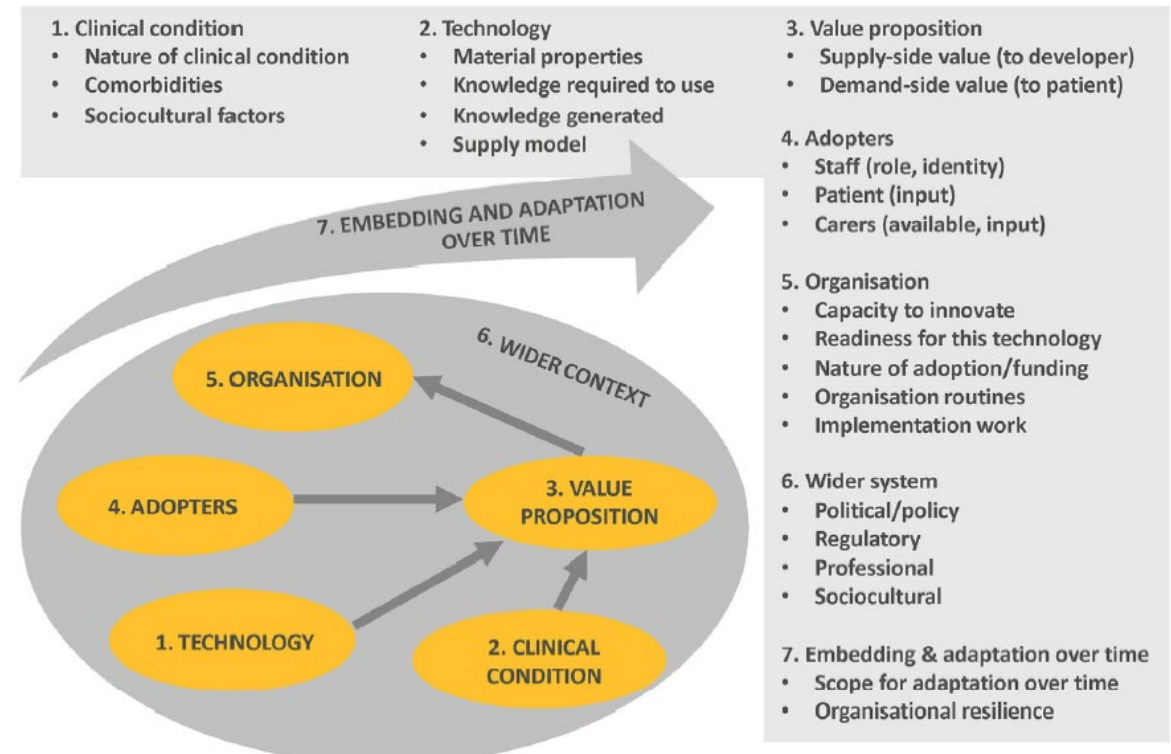 1. Clinical condition
• Nature of clinical condition
• Comorbidities
• Sociocultural factors
2. Technology
• Material properties
• Knowledge required to use
• Knowledge generated
• Supply model
3. Value proposition
• Supply-side value (to developer)
• Demand-side value (to patient)
4. Adopters
• Staff (role, identity)
• Patient (input)
• Carers (available, input)
5. Organisation
• Capacity to innovate
• Readiness for this technology
• Nature of adoption/funding
• Organisation routines
• Implementation work
6. Wider system
• Political/policy
• Regulatory
• Professional
• Sociocultural
7. Embedding & adaptation over time
• Scope for adaptation over time
• Organisational resilience
7. EMBEDDING AND ADAPTATION
OVER TIME
6. WIDER CONTEXT
5. ORGANISATION
4. ADOPTERS
3. VALUE
PROPOSITION
1. TECHNOLOGY
2. CLINICAL
CONDITION